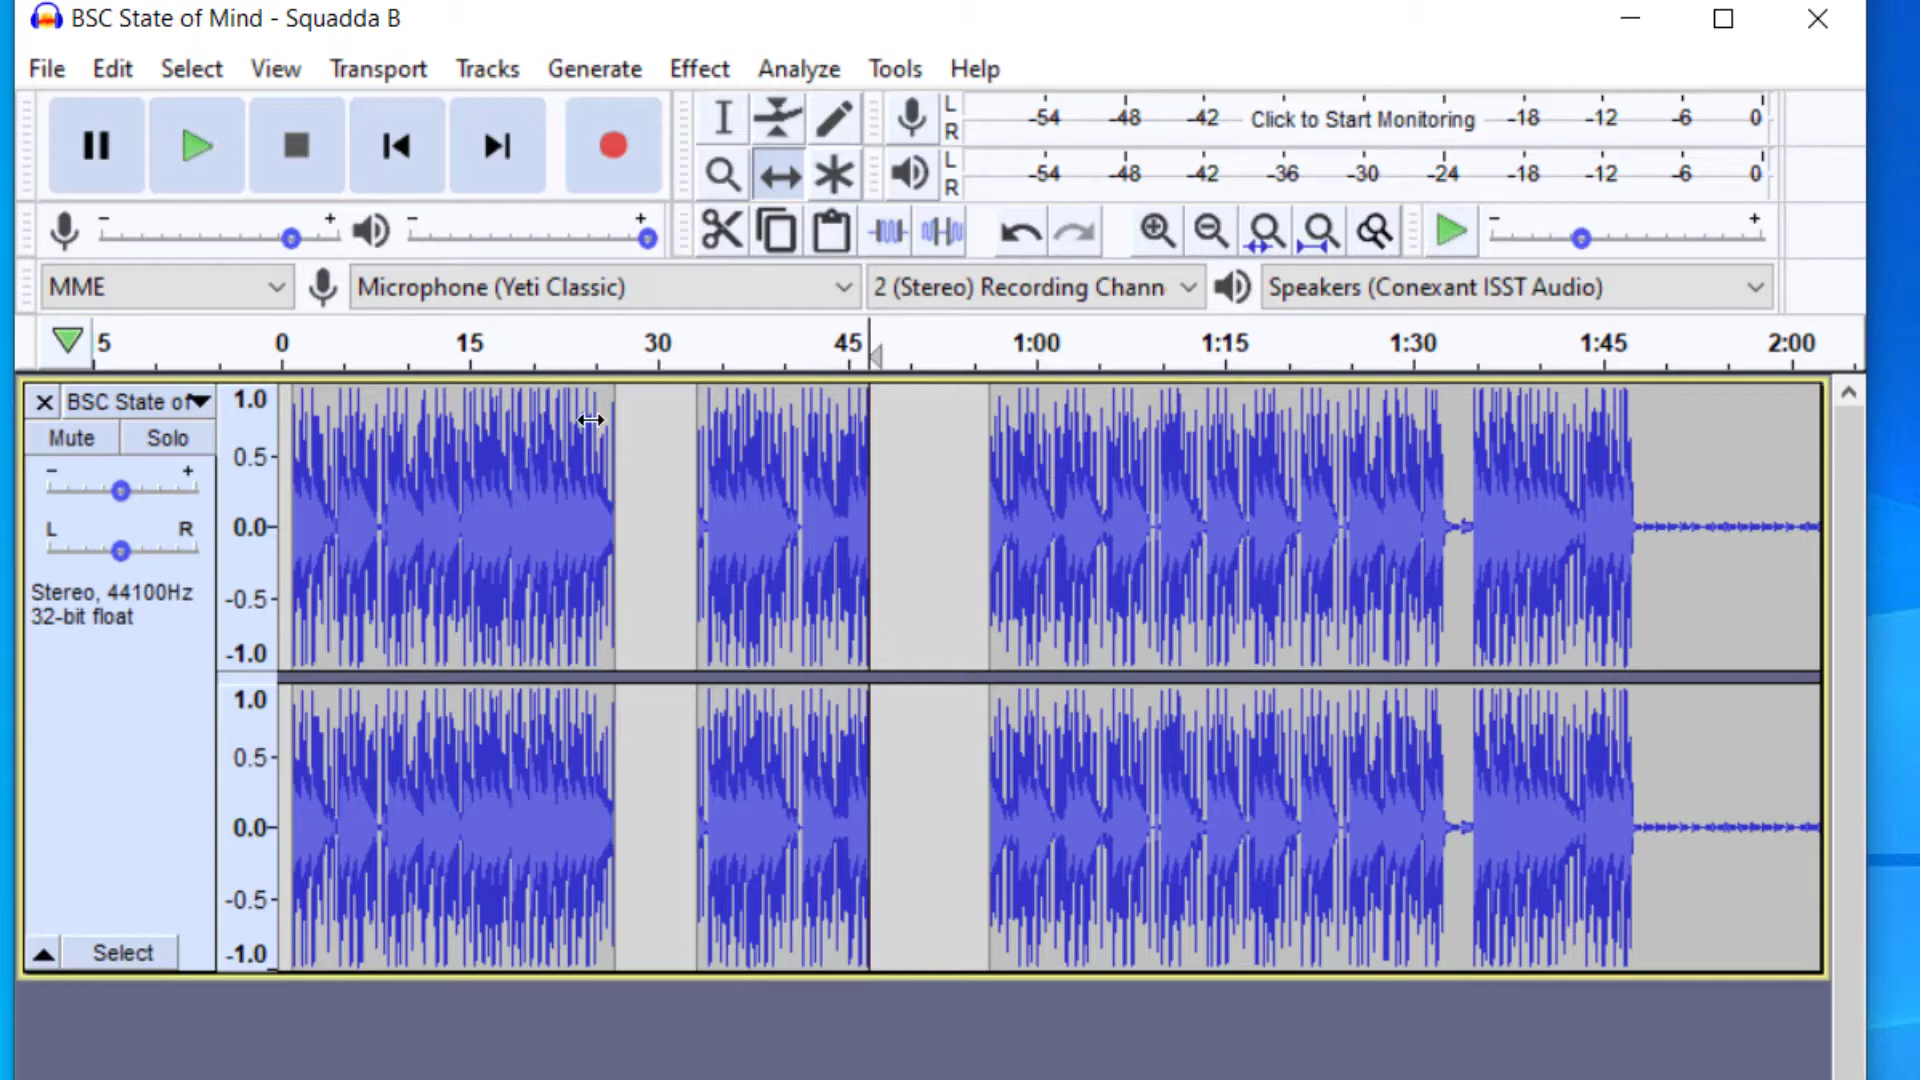 BSC State of Mind - Squadda B
File Edit Select View Transport Tracks Generate Effect Analyze Tools Help
L
R
-54 -48 -42 Click to Start Monitoring -18 -12 -6 0
L
R
-54 -48 -42 -36 -30 -24 -18 -12 -6 0
- + - + - +
MME Microphone (Yeti Classic) 2 (Stereo) Recording Chann Speakers (Conexant ISST Audio)
5 0 15 30 45 1:00 1:15 1:30 1:45 2:00
BSC State of
Mute Solo
- +
L R
Stereo, 44100Hz
32-bit float
Select
1.0
0.5
0.0
-0.5
-1.0
1.0
0.5
0.0
-0.5
-1.0